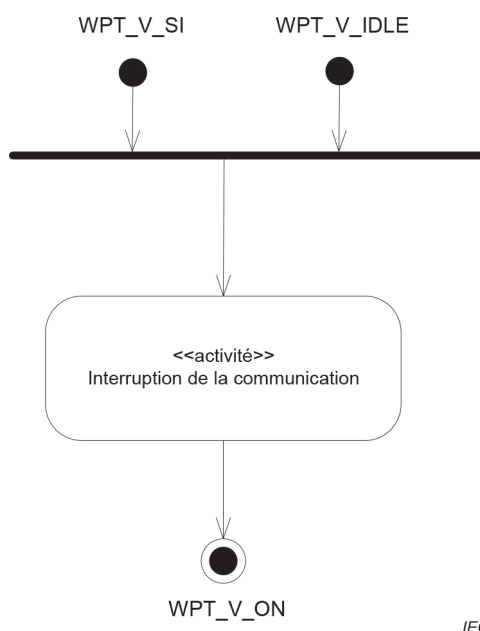 WPT_V_SI WPT_V_IDLE
<<activité>>
Interruption de la communication
WPT_V_ON